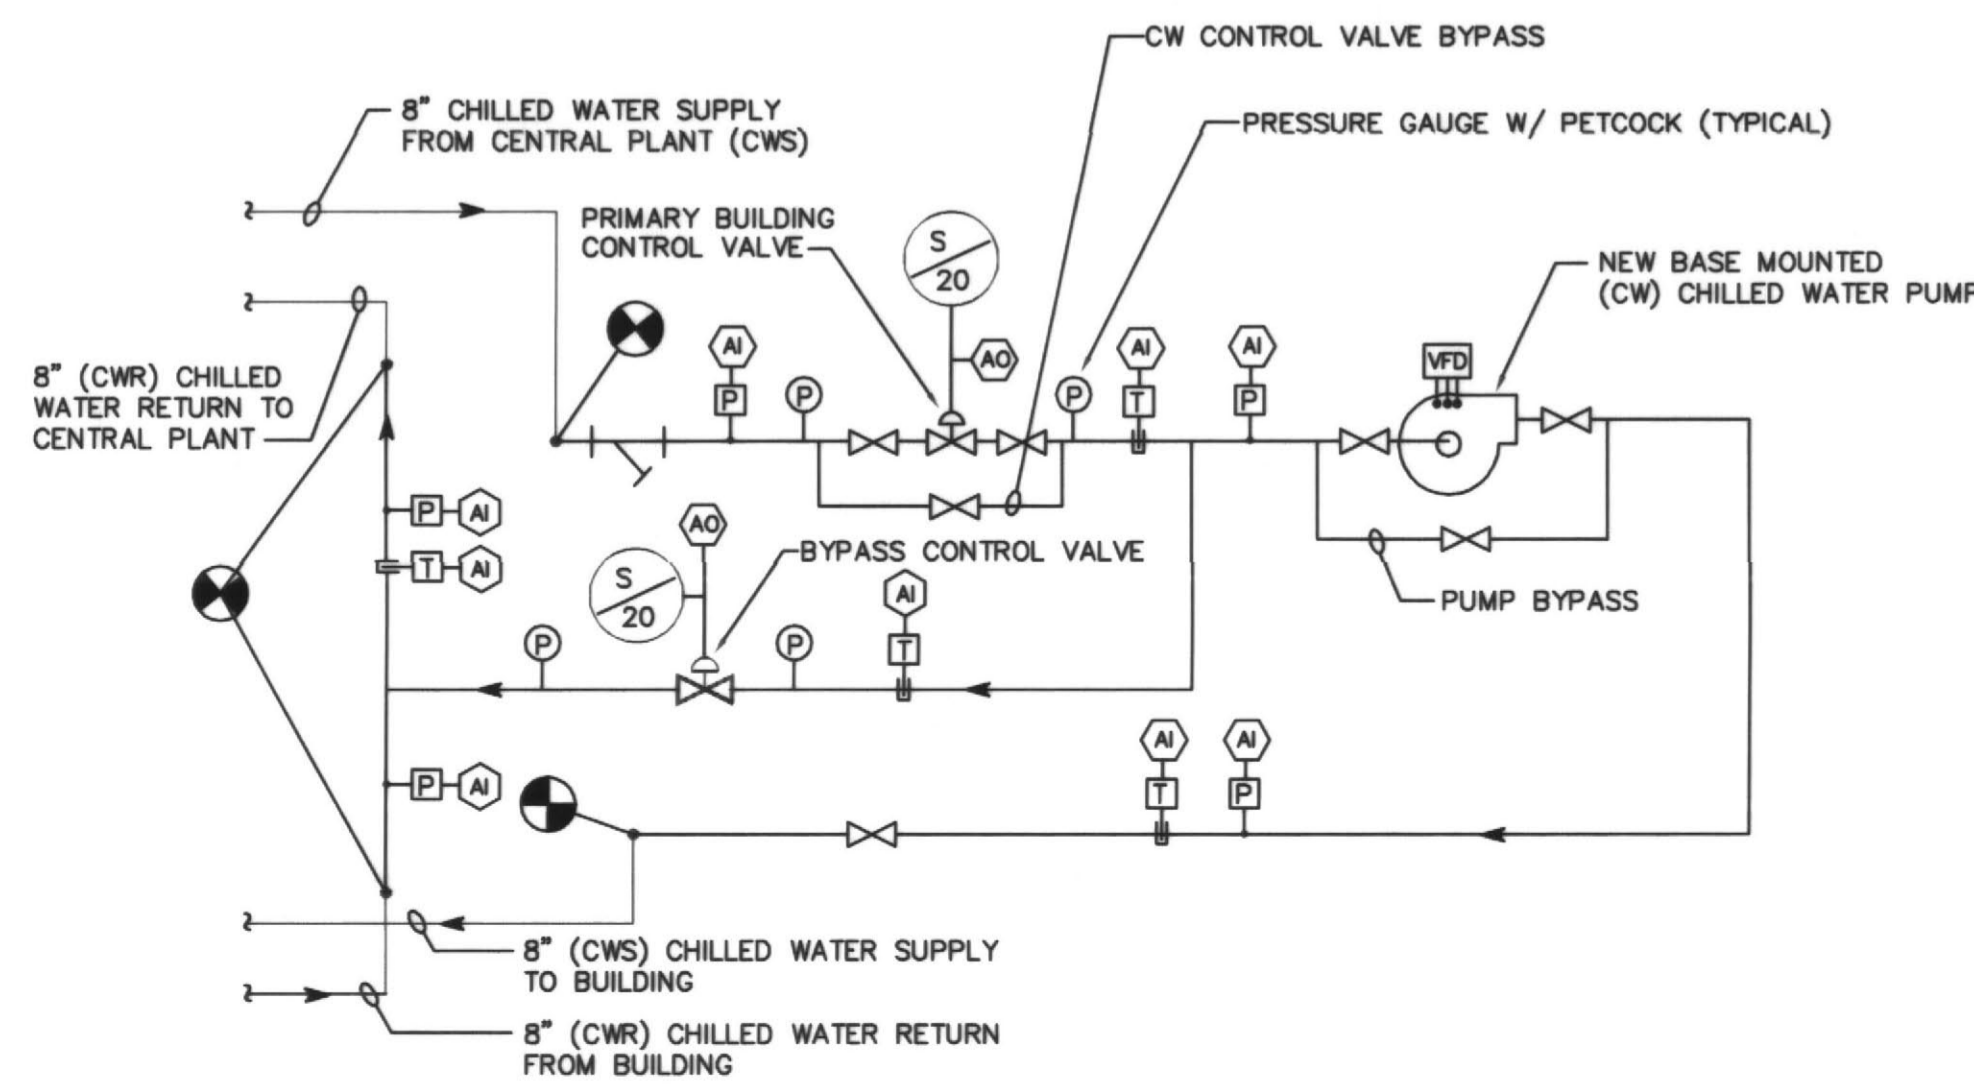 CW CONTROL VALVE BYPASS
8" CHILLED WATER SUPPLY
FROM CENTRAL PLANT (CWS)
PRESSURE GAUGE W/ PETCOCK (TYPICAL)
PRIMARY BUILDING
CONTROL VALVE
S
20
NEW BASE MOUNTED
(CW) CHILLED WATER PUMP
8" (CWR) CHILLED
WATER RETURN TO
CENTRAL PLANT
AI
P
P
AO
P
AI
T
AI
P
VFD
P AI
T AI
AO
S
20
BYPASS CONTROL VALVE
AI
T
P
P
PUMP BYPASS
P AI
AI
T
AI
P
8" (CWS) CHILLED WATER SUPPLY
TO BUILDING
8" (CWR) CHILLED WATER RETURN
FROM BUILDING